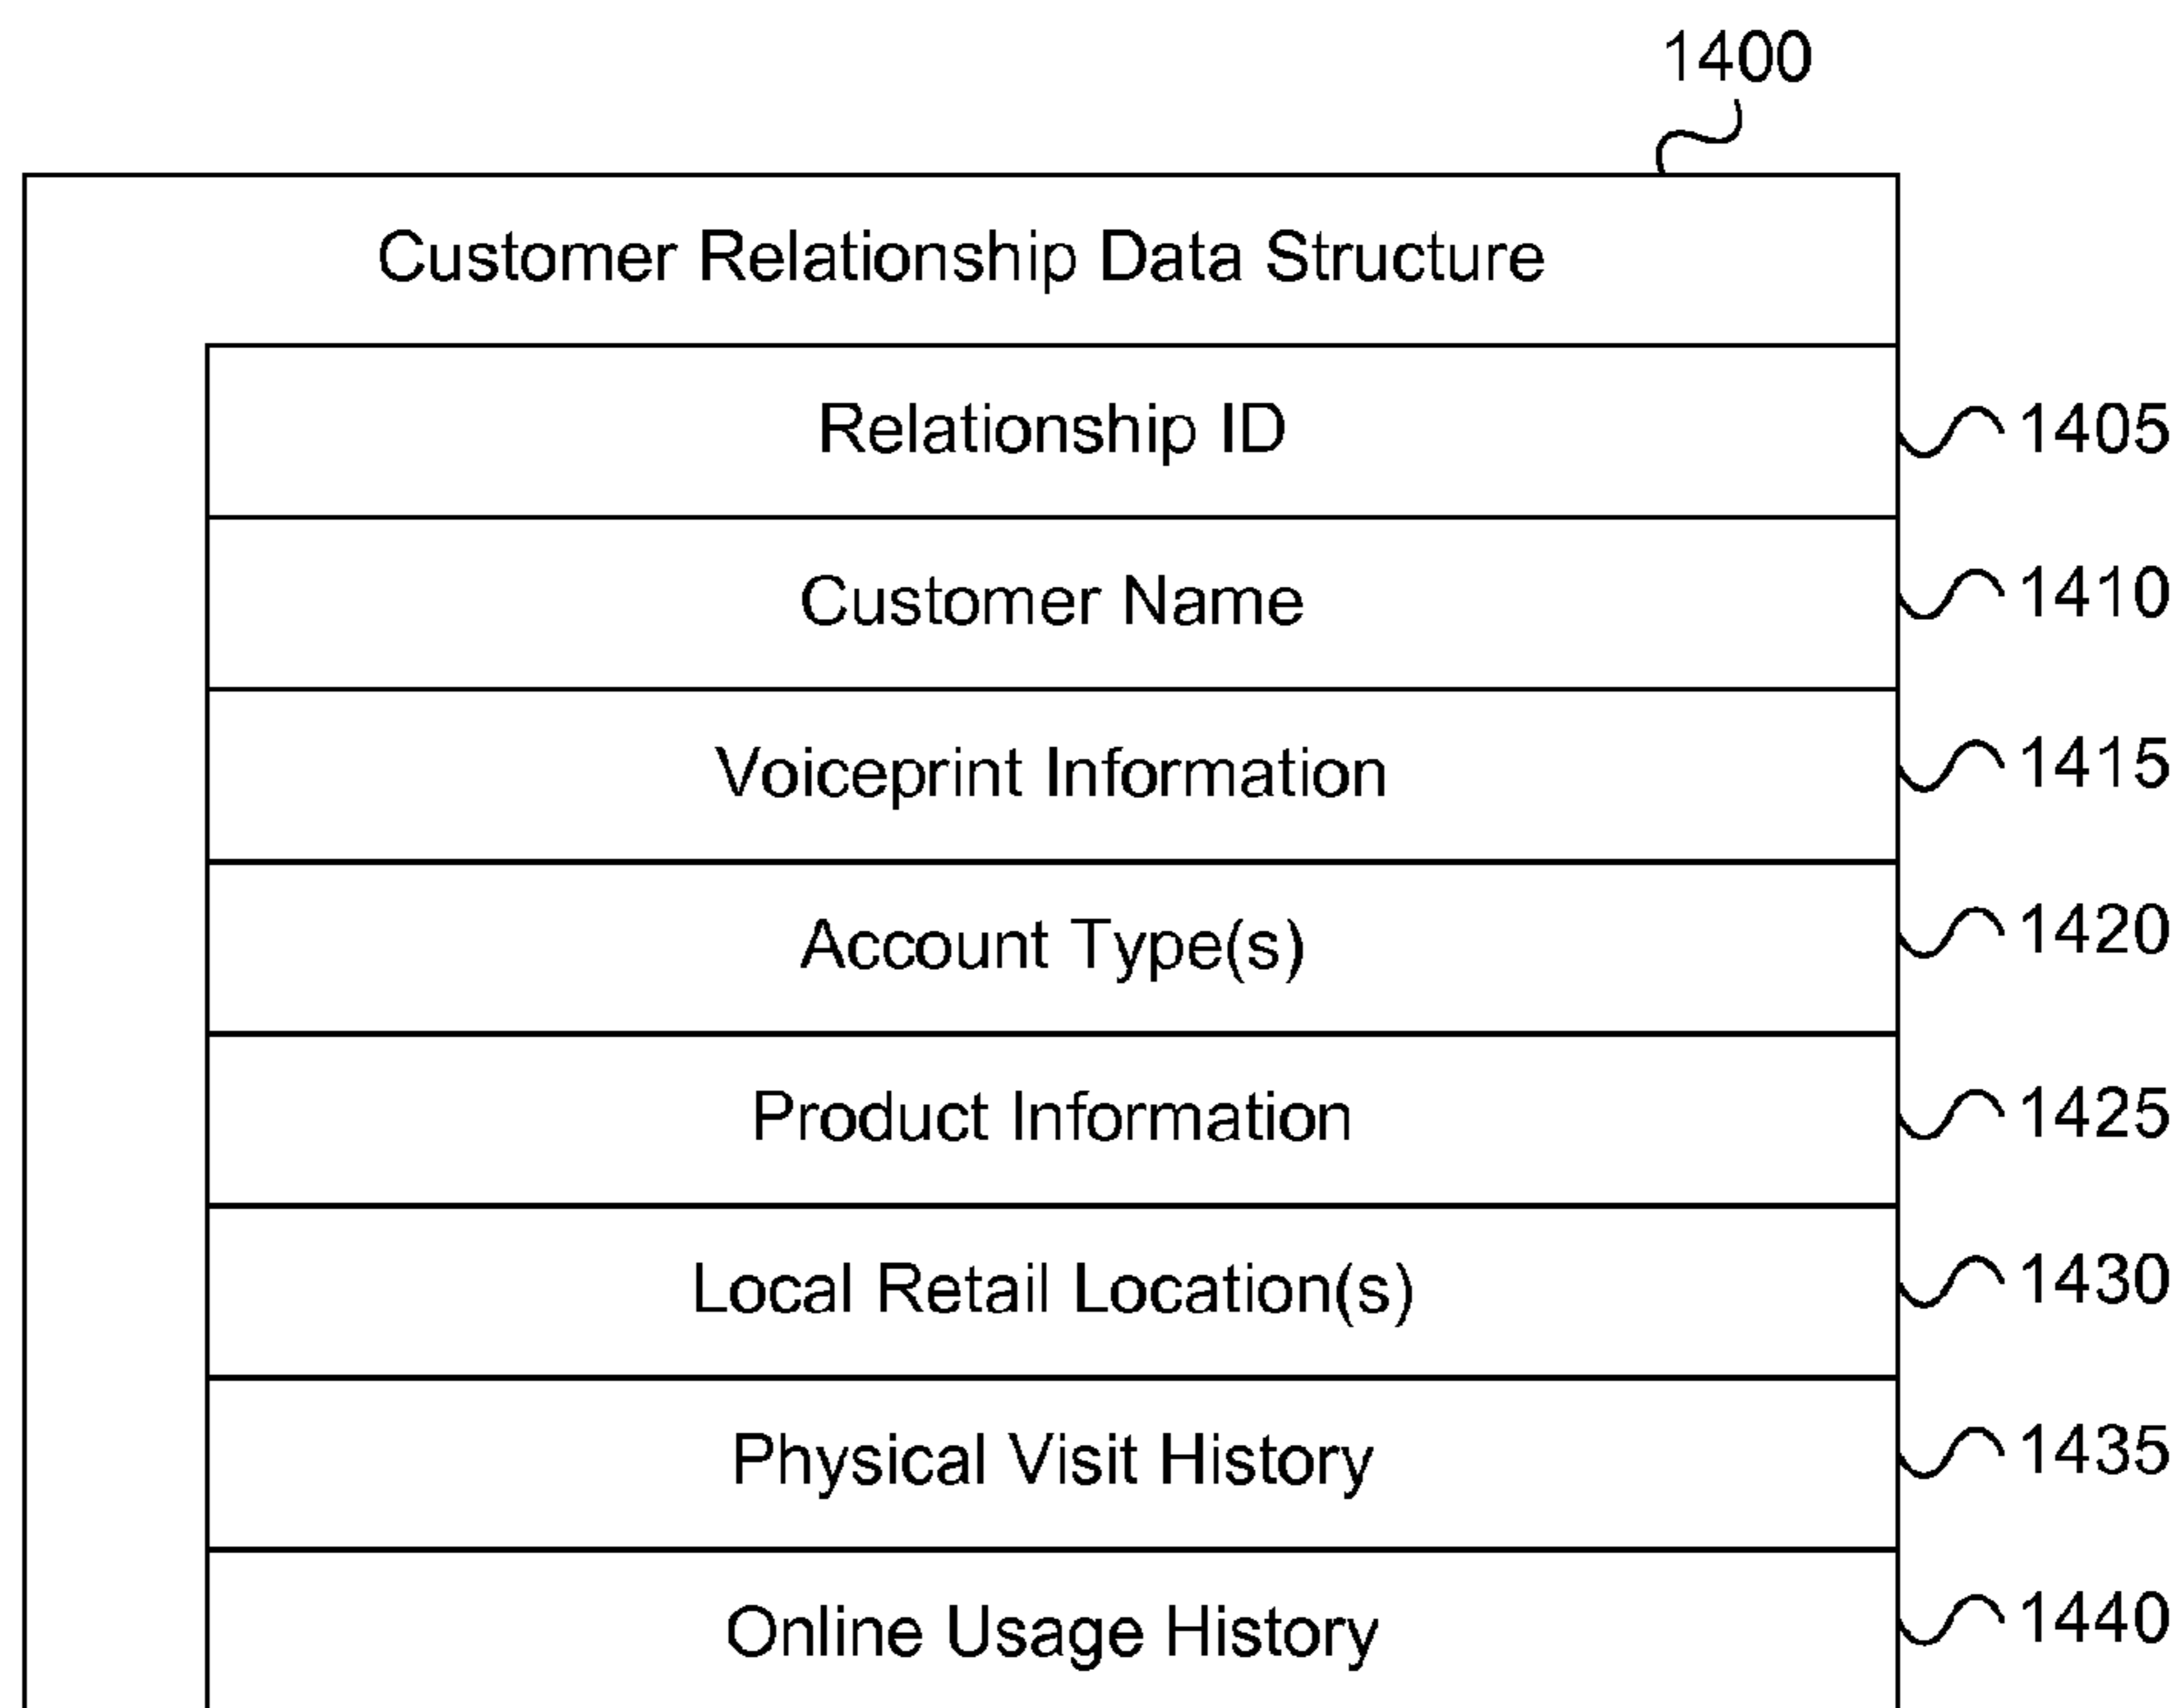 1400
Customer Relationship Data Structure
Relationship ID 1405
Customer Name 1410
Voiceprint Information 1415
Account Type(s) 1420
Product Information 1425
Local Retail Location(s) 1430
Physical Visit History 1435
Online Usage History 1440